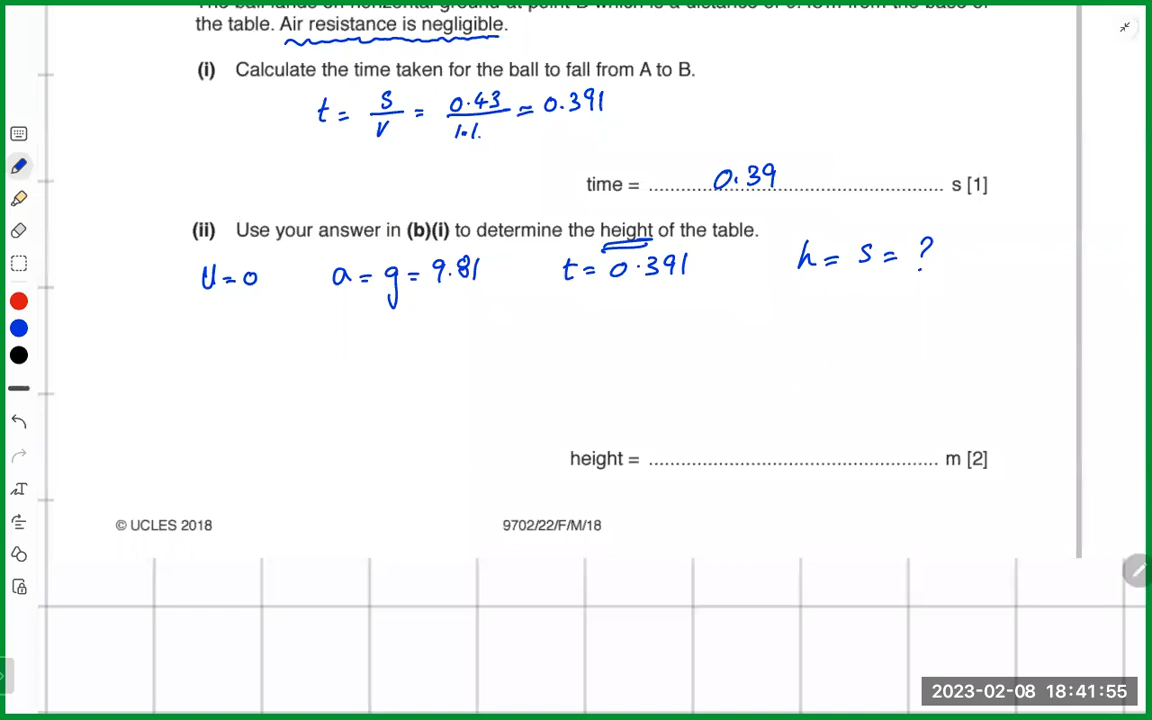 the table. Air resistance is negligible.
(i) Calculate the time taken for the ball to fall from A to B.
t = s/v = 0.43/1.1 = 0.391
time = 0.39 s [1]
(ii) Use your answer in (b)(i) to determine the height of the table.
u = 0 a = g = 9.81 t = 0.391 h = s = ?
height = m [2]
© UCLES 2018 9702/22/F/M/18
2023-02-08 18:41:55